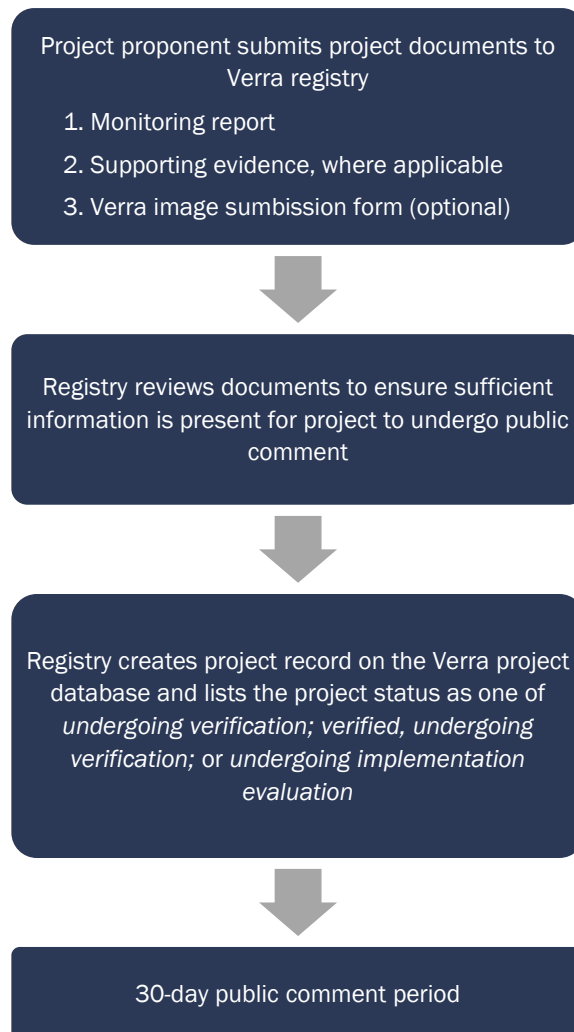 Project proponent submits project documents to
Verra registry
1. Monitoring report
2. Supporting evidence, where applicable
3. Verra image sumbission form (optional)
Registry reviews documents to ensure sufficient
information is present for project to undergo public
comment
Registry creates project record on the Verra project
database and lists the project status as one of
undergoing verification; verified, undergoing
verification; or undergoing implementation
evaluation
30-day public comment period